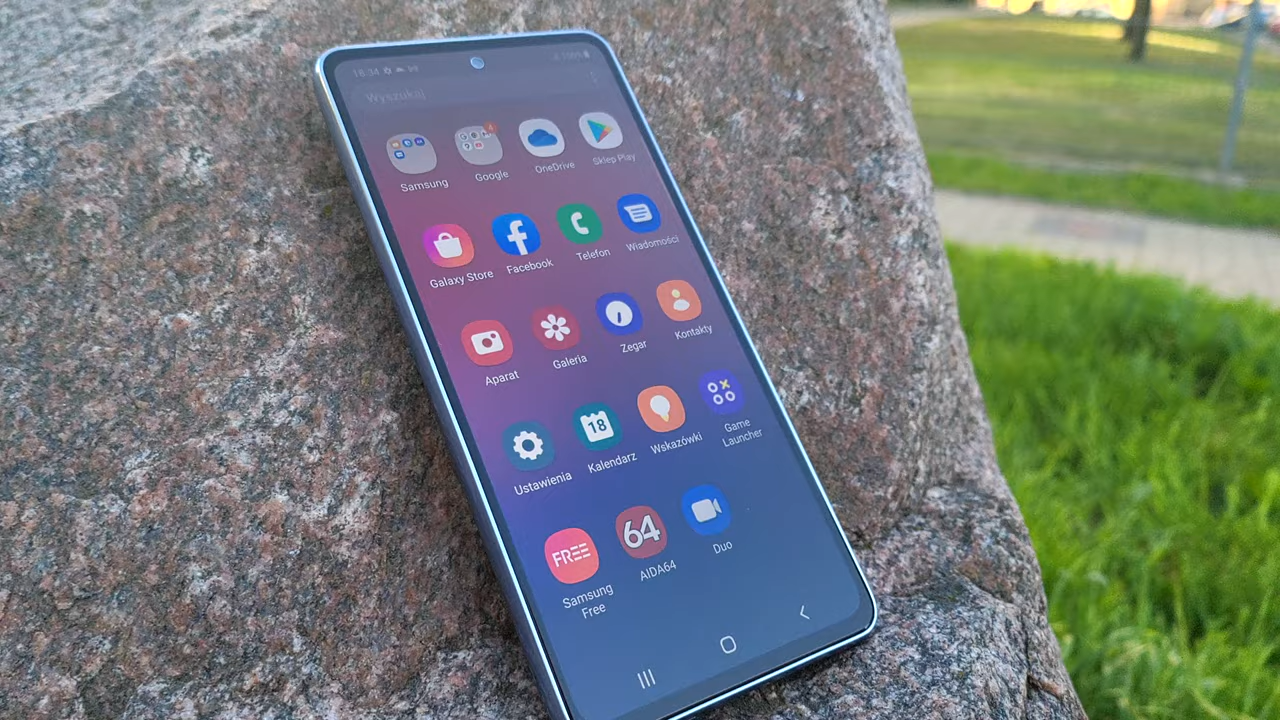 Wyszukaj
Samsung Google OneDrive Sklep Play
Galaxy Store Facebook Telefon Wiadomości
Aparat Galeria Zegar Kontakty
18
Ustawienia Kalendarz Wskazówki Game
Launcher
FREE 64
Samsung AIDA64 Duo
Free